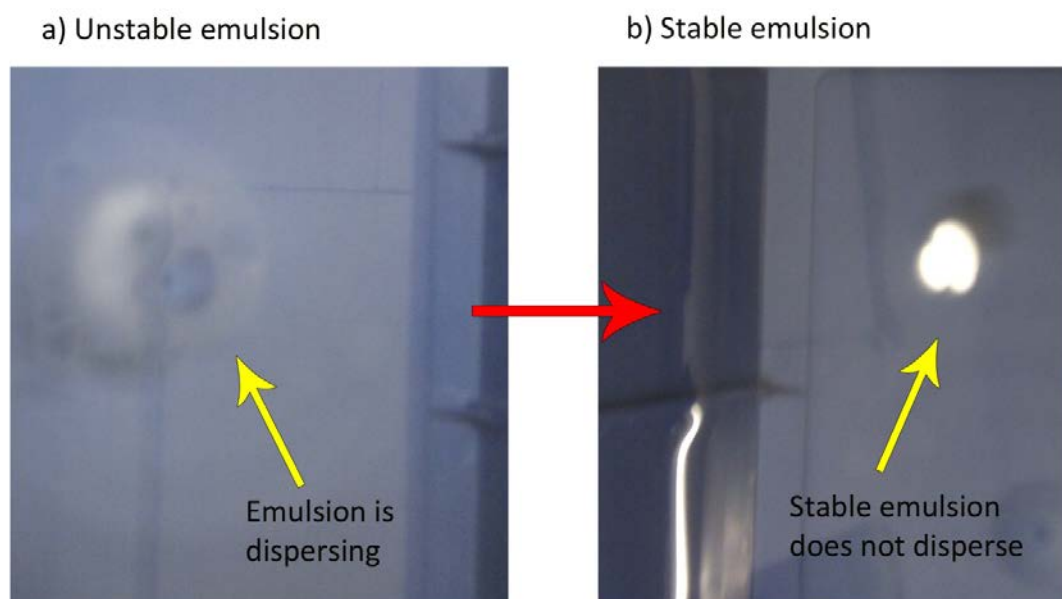 a) Unstable emulsion
b) Stable emulsion
Emulsion is
dispersing
Stable emulsion
does not disperse